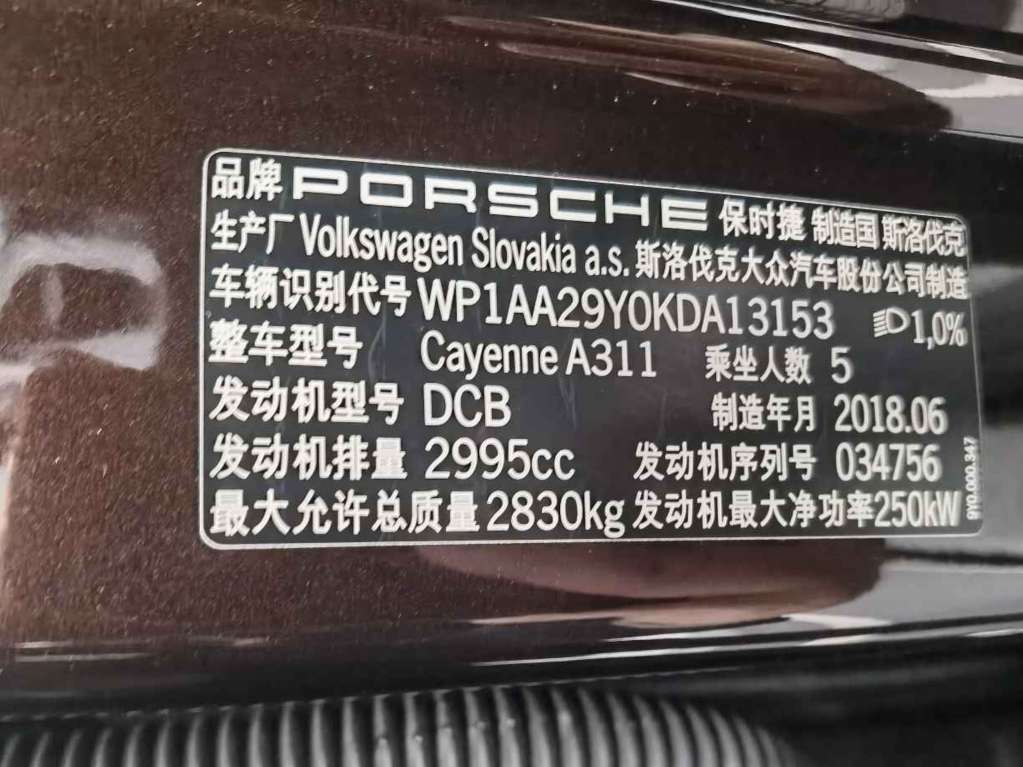 品牌 PORSCHE 保时捷 制造国 斯洛伐克
生产厂 Volkswagen Slovakia a.s. 斯洛伐克大众汽车股份公司制造
车辆识别代号 WP1AA29Y0KDA13153 1,0%
整车型号 Cayenne A311 乘坐人数 5
发动机型号 DCB 制造年月 2018.06
发动机排量 2995cc 发动机序列号 034756
最大允许总质量 2830kg 发动机最大净功率 250kW
9Y0.000.347